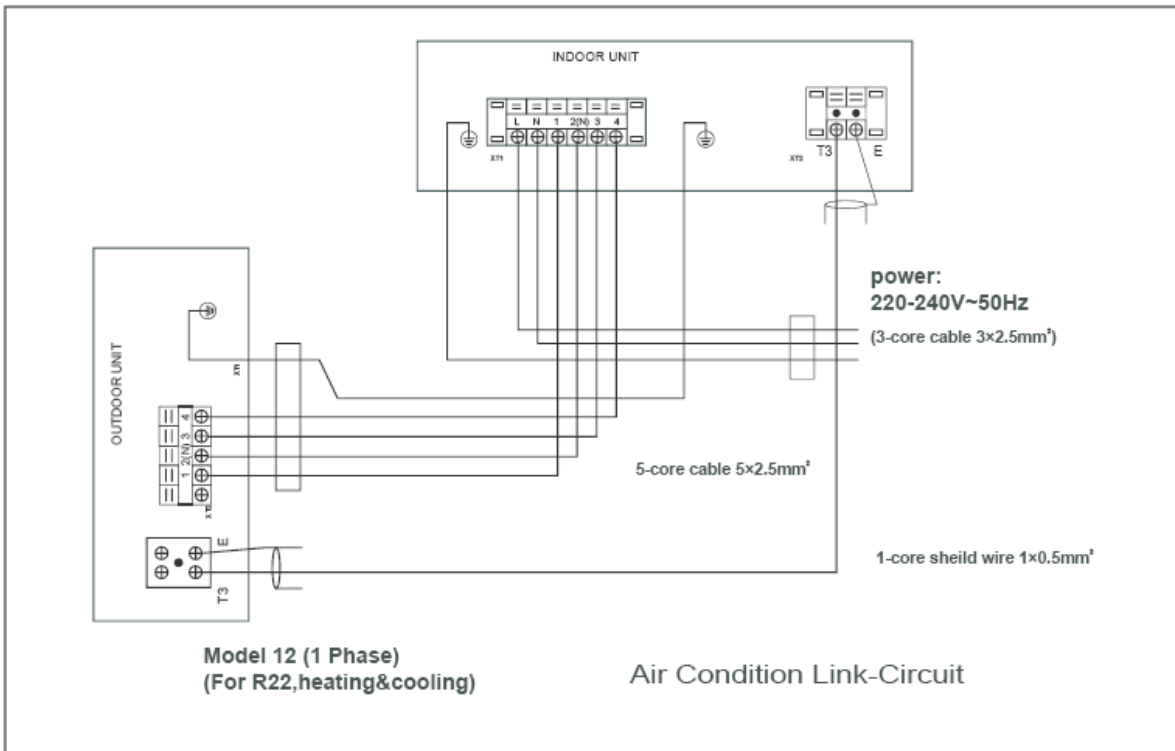 INDOOR UNIT
L N 1 2(N) 3 4
XT1
XT2
T3 E
power:
220-240V~50Hz
(3-core cable 3×2.5mm²)
OUTDOOR UNIT
4
3
2(N)
1
5-core cable 5×2.5mm²
E
T3
1-core sheild wire 1×0.5mm²
Model 12 (1 Phase)
(For R22,heating&cooling)
Air Condition Link-Circuit